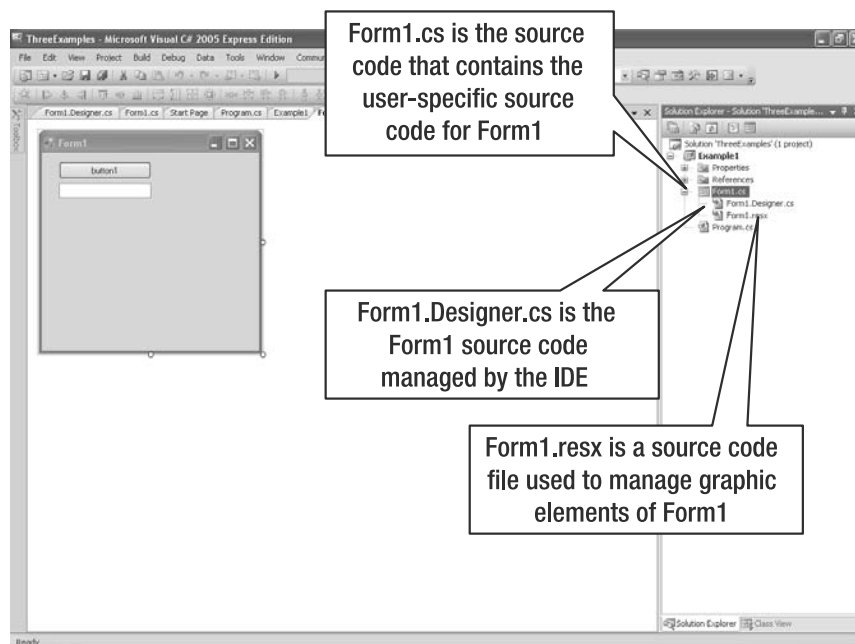 ThreeExamples - Microsoft Visual C# 2005 Express Edition
File Edit View Project Build Debug Data Tools Window
Form1.Designer.cs Form1.cs Start Page Program.cs Example1
Form1
button1
Toolbox
Form1.cs is the source
code that contains the
user-specific source
code for Form1
Solution Explorer - Solution 'ThreeExample...
Solution 'ThreeExamples' (1 project)
Example1
Properties
References
Form1.cs
Form1.Designer.cs
Form1.resx
Program.cs
Form1.Designer.cs is the
Form1 source code
managed by the IDE
Form1.resx is a source code
file used to manage graphic
elements of Form1
Solution Explorer Class View
Ready